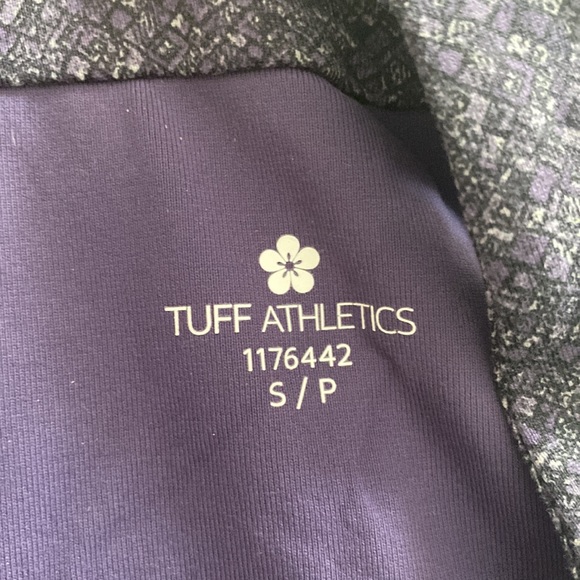 TUFF ATHLETICS
1176442
S / P